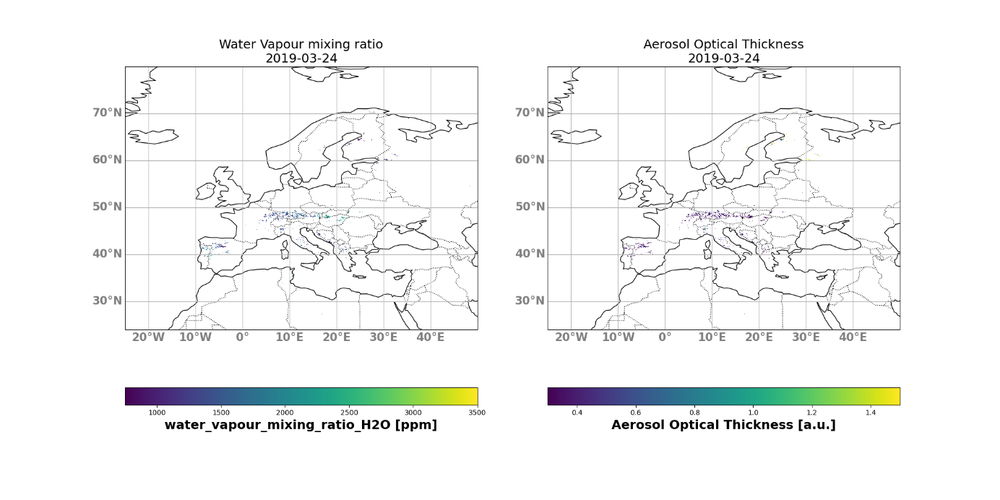 Water Vapour mixing ratio
2019-03-24
70°N
60°N
50°N
40°N
30°N
20°W 10°W 0° 10°E 20°E 30°E 40°E
1000 1500 2000 2500 3000 3500
water_vapour_mixing_ratio_H2O [ppm]
Aerosol Optical Thickness
2019-03-24
70°N
60°N
50°N
40°N
30°N
20°W 10°W 0° 10°E 20°E 30°E 40°E
0.4 0.6 0.8 1.0 1.2 1.4
Aerosol Optical Thickness [a.u.]